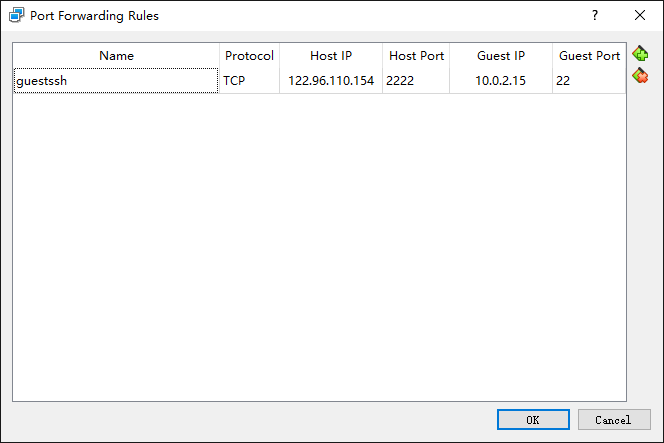 Port Forwarding Rules ?
Name Protocol Host IP Host Port Guest IP Guest Port
guestssh TCP 122.96.110.154 2222 10.0.2.15 22
OK Cancel